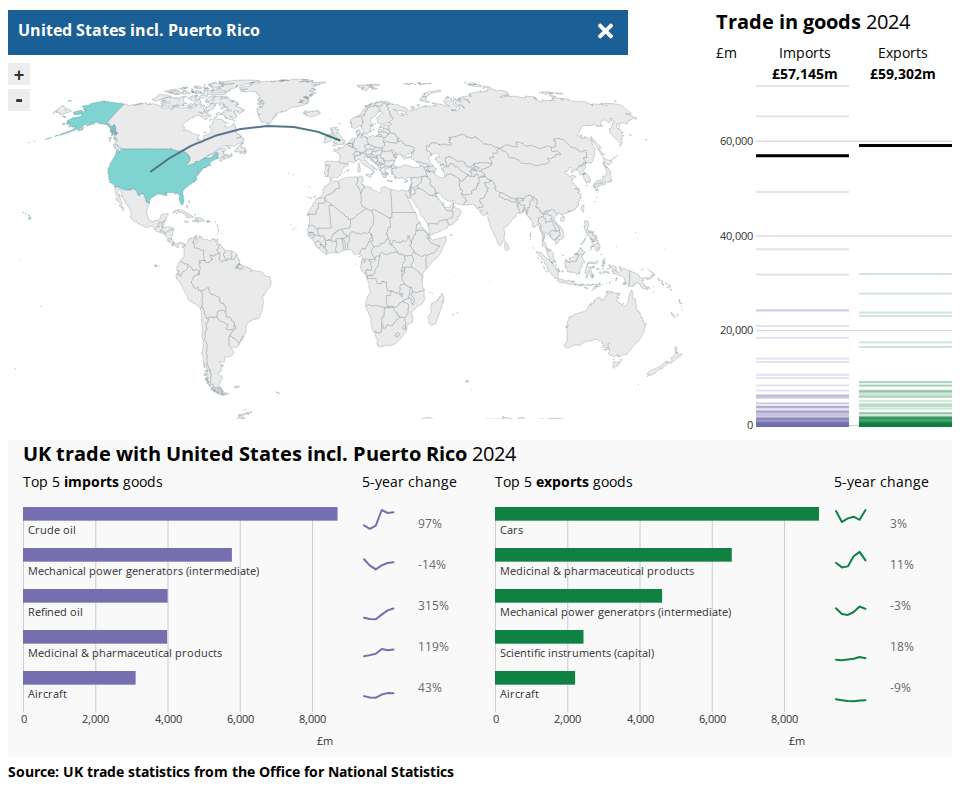 United States incl. Puerto Rico
+
-
Trade in goods 2024
£m Imports Exports
£57,145m £59,302m
60,000
40,000
20,000
0
UK trade with United States incl. Puerto Rico 2024
Top 5 imports goods 5-year change
Crude oil 97%
Mechanical power generators (intermediate) -14%
Refined oil 315%
Medicinal & pharmaceutical products 119%
Aircraft 43%
0 2,000 4,000 6,000 8,000
£m
Top 5 exports goods 5-year change
Cars 3%
Medicinal & pharmaceutical products 11%
Mechanical power generators (intermediate) -3%
Scientific instruments (capital) 18%
Aircraft -9%
0 2,000 4,000 6,000 8,000
£m
Source: UK trade statistics from the Office for National Statistics